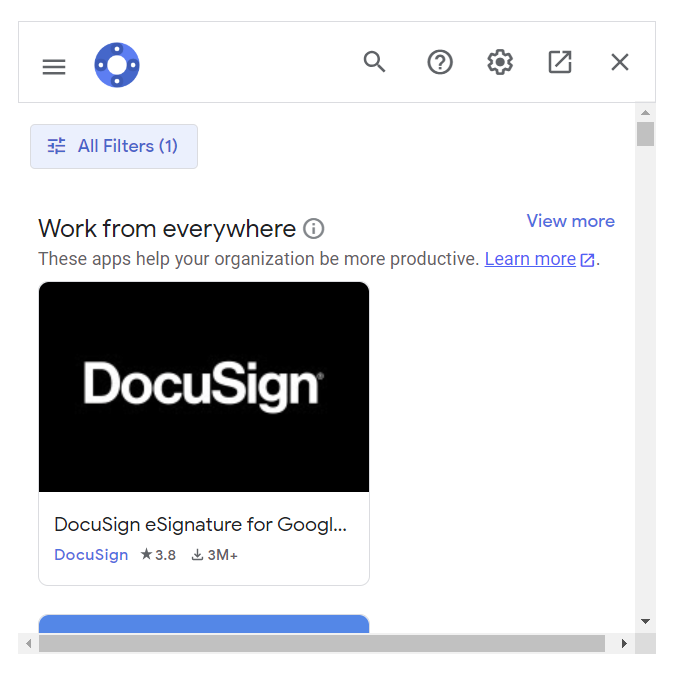 All Filters (1)
Work from everywhere
View more
These apps help your organization be more productive. Learn more.
DocuSign®
DocuSign eSignature for Googl...
DocuSign 3.8 3M+